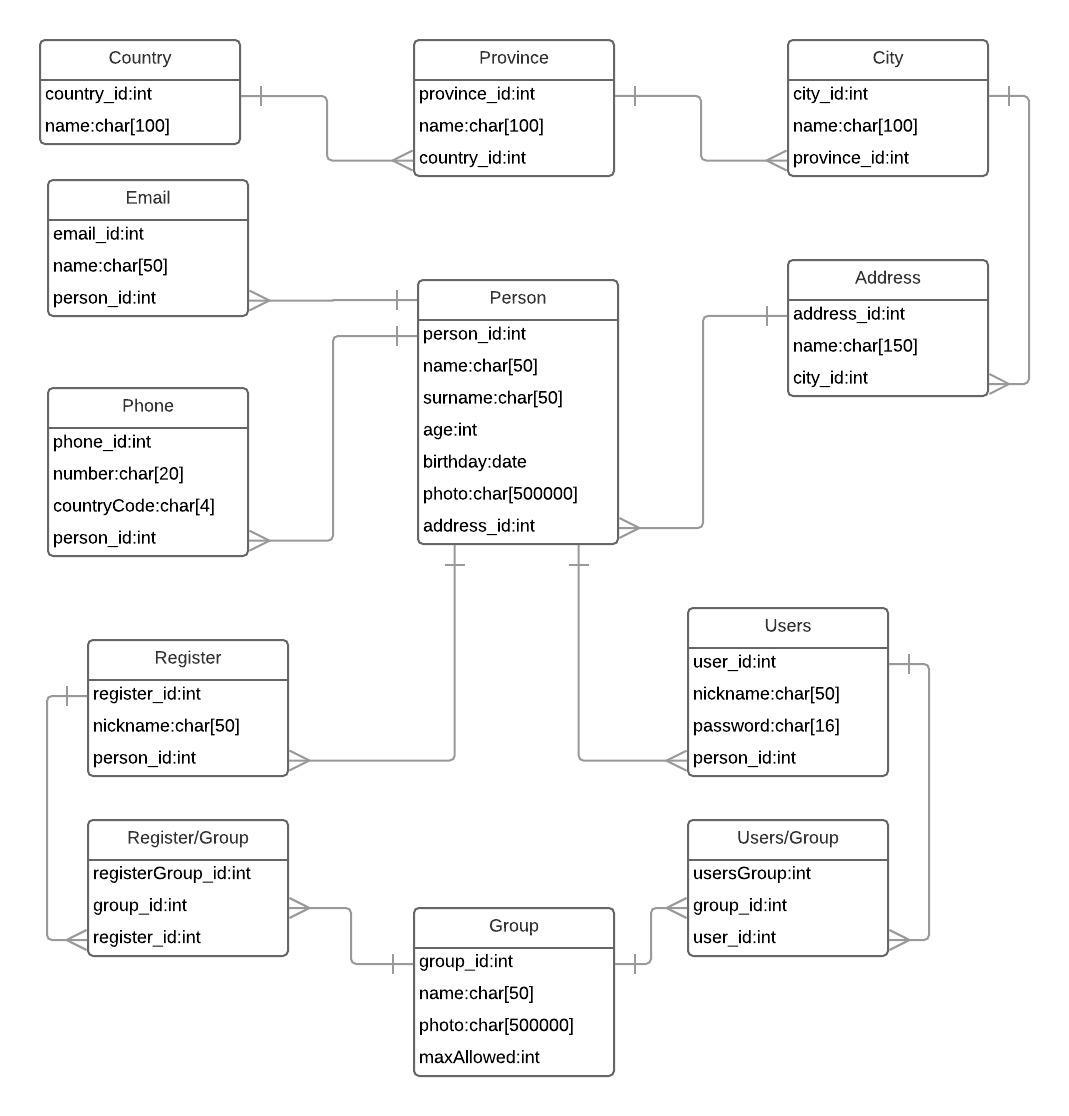 Country
country_id:int
name:char[100]
Province
province_id:int
name:char[100]
country_id:int
City
city_id:int
name:char[100]
province_id:int
Email
email_id:int
name:char[50]
person_id:int
Person
person_id:int
name:char[50]
surname:char[50]
age:int
birthday:date
photo:char[500000]
address_id:int
Address
address_id:int
name:char[150]
city_id:int
Phone
phone_id:int
number:char[20]
countryCode:char[4]
person_id:int
Register
register_id:int
nickname:char[50]
person_id:int
Users
user_id:int
nickname:char[50]
password:char[16]
person_id:int
Register/Group
registerGroup_id:int
group_id:int
register_id:int
Group
group_id:int
name:char[50]
photo:char[500000]
maxAllowed:int
Users/Group
usersGroup:int
group_id:int
user_id:int